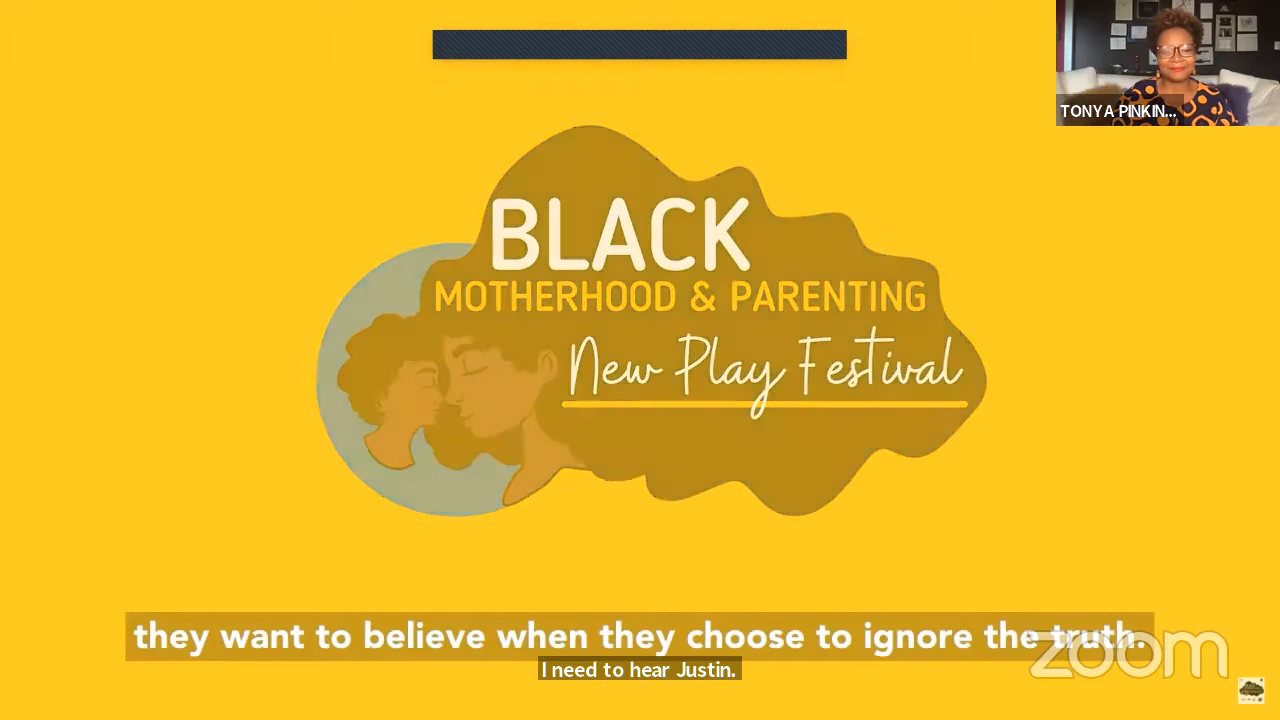 TONYA PINKIN...
BLACK
MOTHERHOOD & PARENTING
New Play Festival
they want to believe when they choose to ignore the truth.
I need to hear Justin.
zoom